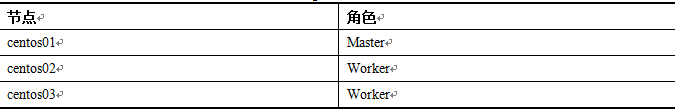 节点 角色
centos01 Master
centos02 Worker
centos03 Worker